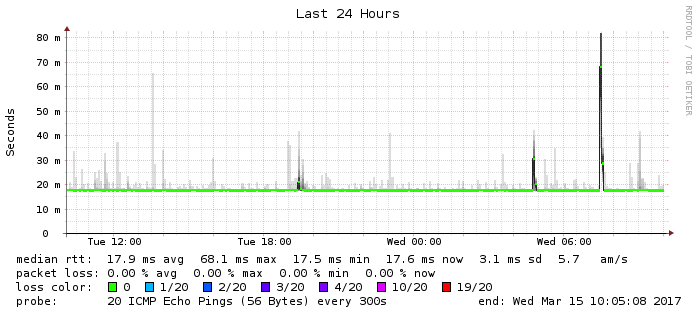 Last 24 Hours
RRDTOOL / TOBI OETIKER
Seconds
80 m
70 m
60 m
50 m
40 m
30 m
20 m
10 m
0
Tue 12:00 Tue 18:00 Wed 00:00 Wed 06:00
median rtt: 17.9 ms avg 68.1 ms max 17.5 ms min 17.6 ms now 3.1 ms sd 5.7 am/s
packet loss: 0.00 % avg 0.00 % max 0.00 % min 0.00 % now
loss color: 0 1/20 2/20 3/20 4/20 10/20 19/20
probe: 20 ICMP Echo Pings (56 Bytes) every 300s end: Wed Mar 15 10:05:08 2017